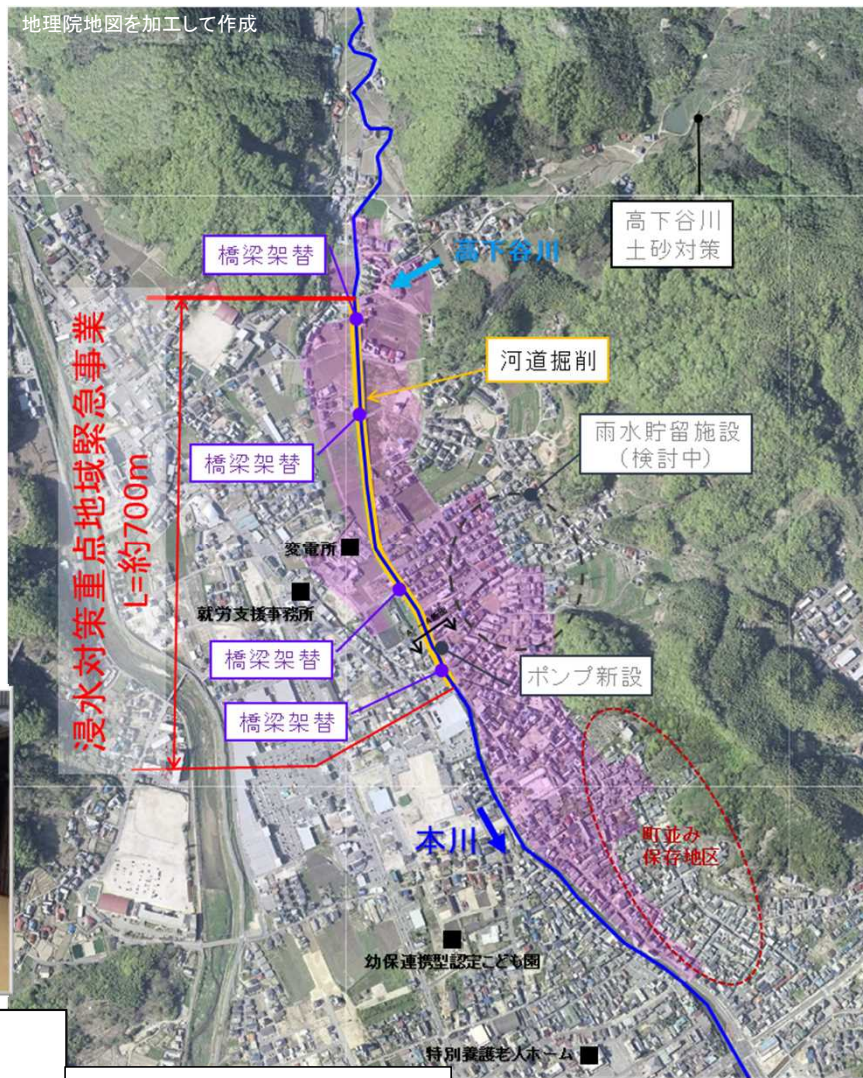 地理院地図を加工して作成
高下谷川
土砂対策
橋梁架替
高下谷川
河道掘削
浸水対策重点地域緊急事業
L=約700m
雨水貯留施設
（検討中）
橋梁架替
変電所
就労支援事務所
橋梁架替
ポンプ新設
橋梁架替
町並み
保存地区
本川
幼保連携型認定こども園
特別養護老人ホーム